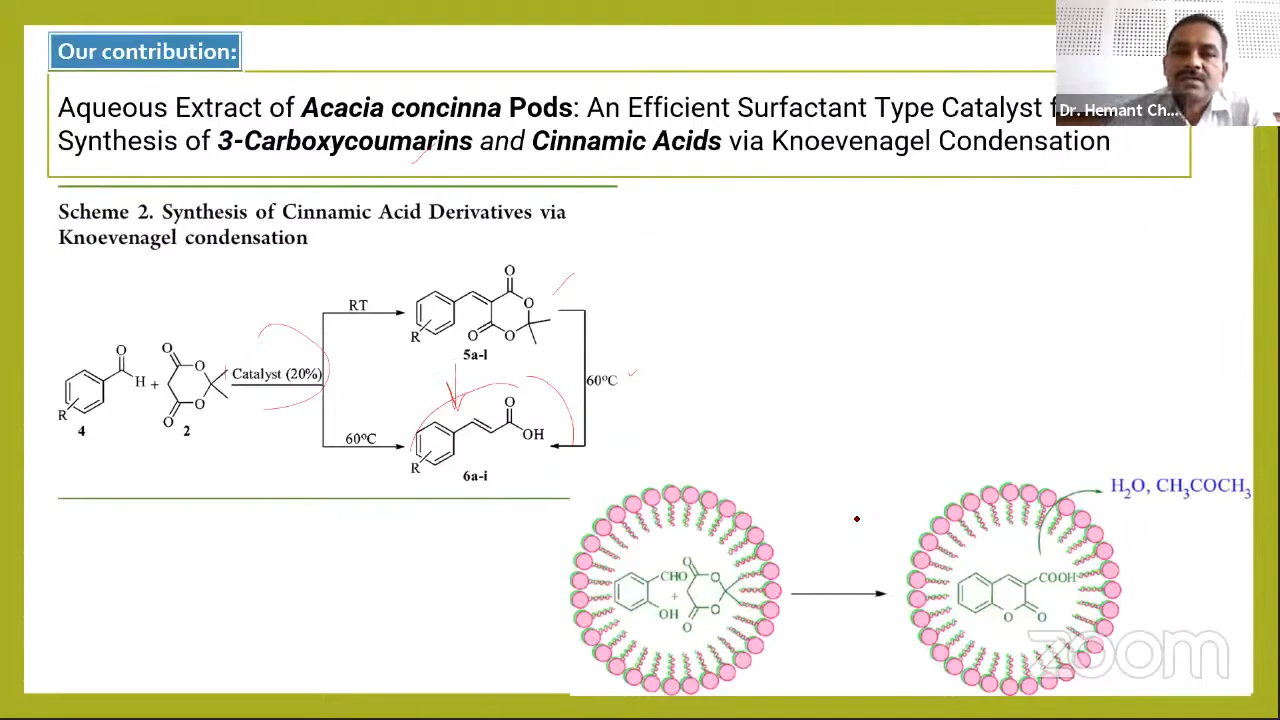 Our contribution:
Aqueous Extract of Acacia concinna Pods: An Efficient Surfactant Type Catalyst
Dr. Hemant Ch...
Synthesis of 3-Carboxycoumarins and Cinnamic Acids via Knoevenagel Condensation
Scheme 2. Synthesis of Cinnamic Acid Derivatives via
Knoevenagel condensation
RT
O
O
O
O
O
R
5a-l
O
H
+
R
4
O
O
O
O
2
Catalyst (20%)
60°C
60°C
O
OH
R
6a-i
H₂O, CH₃COCH₃
CHO
+
OH
O
O
O
O
COOH
O
O
zoom